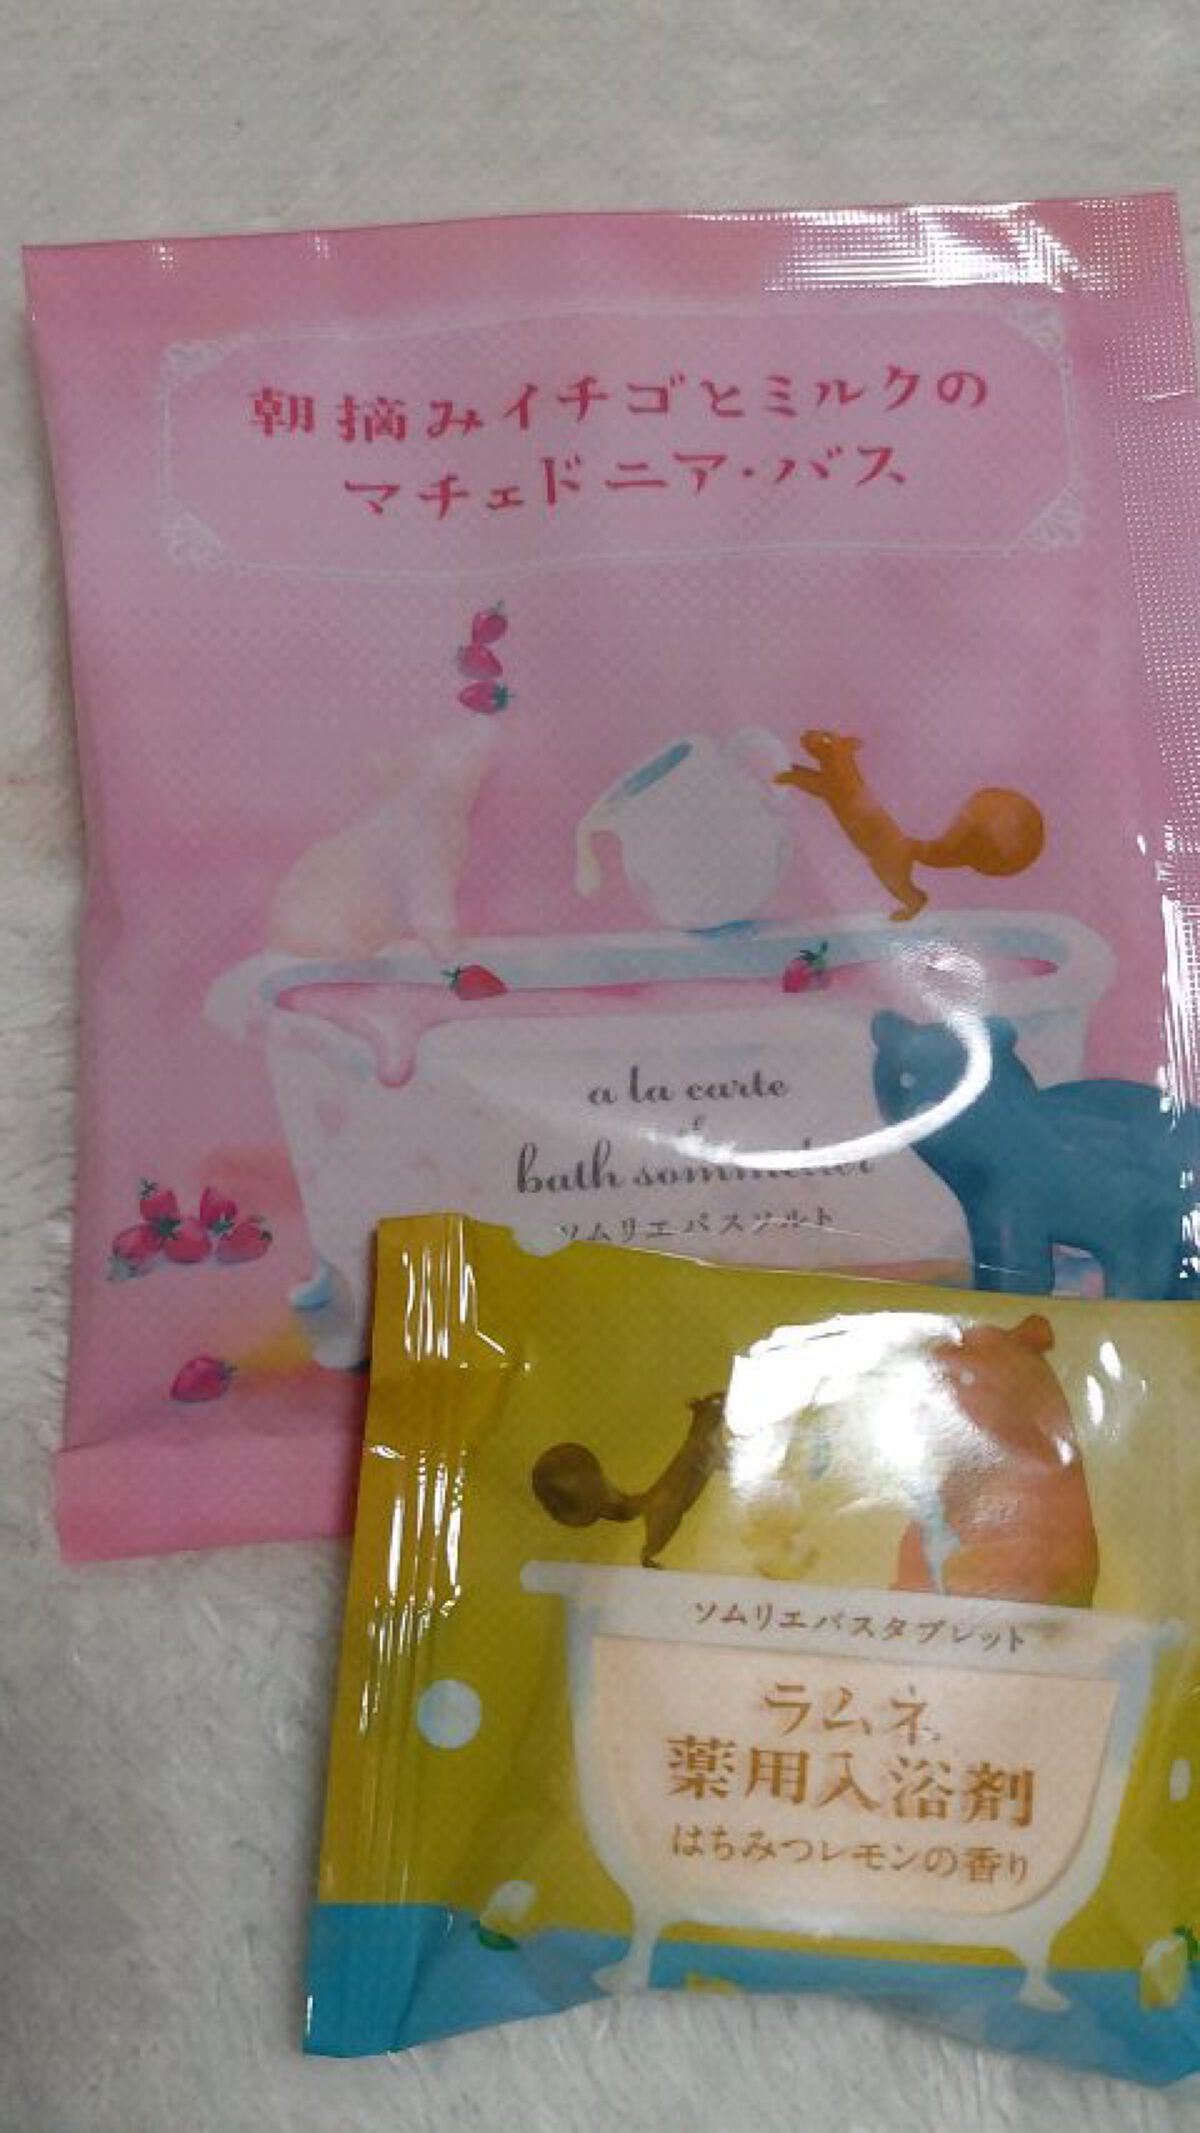 朝摘みイチゴとミルクの
マチェドニア・バス
a la carte
of
bath sommelier
ソムリエバスソルト
ソムリエバスタブレット
ラムネ
薬用入浴剤
はちみつレモンの香り